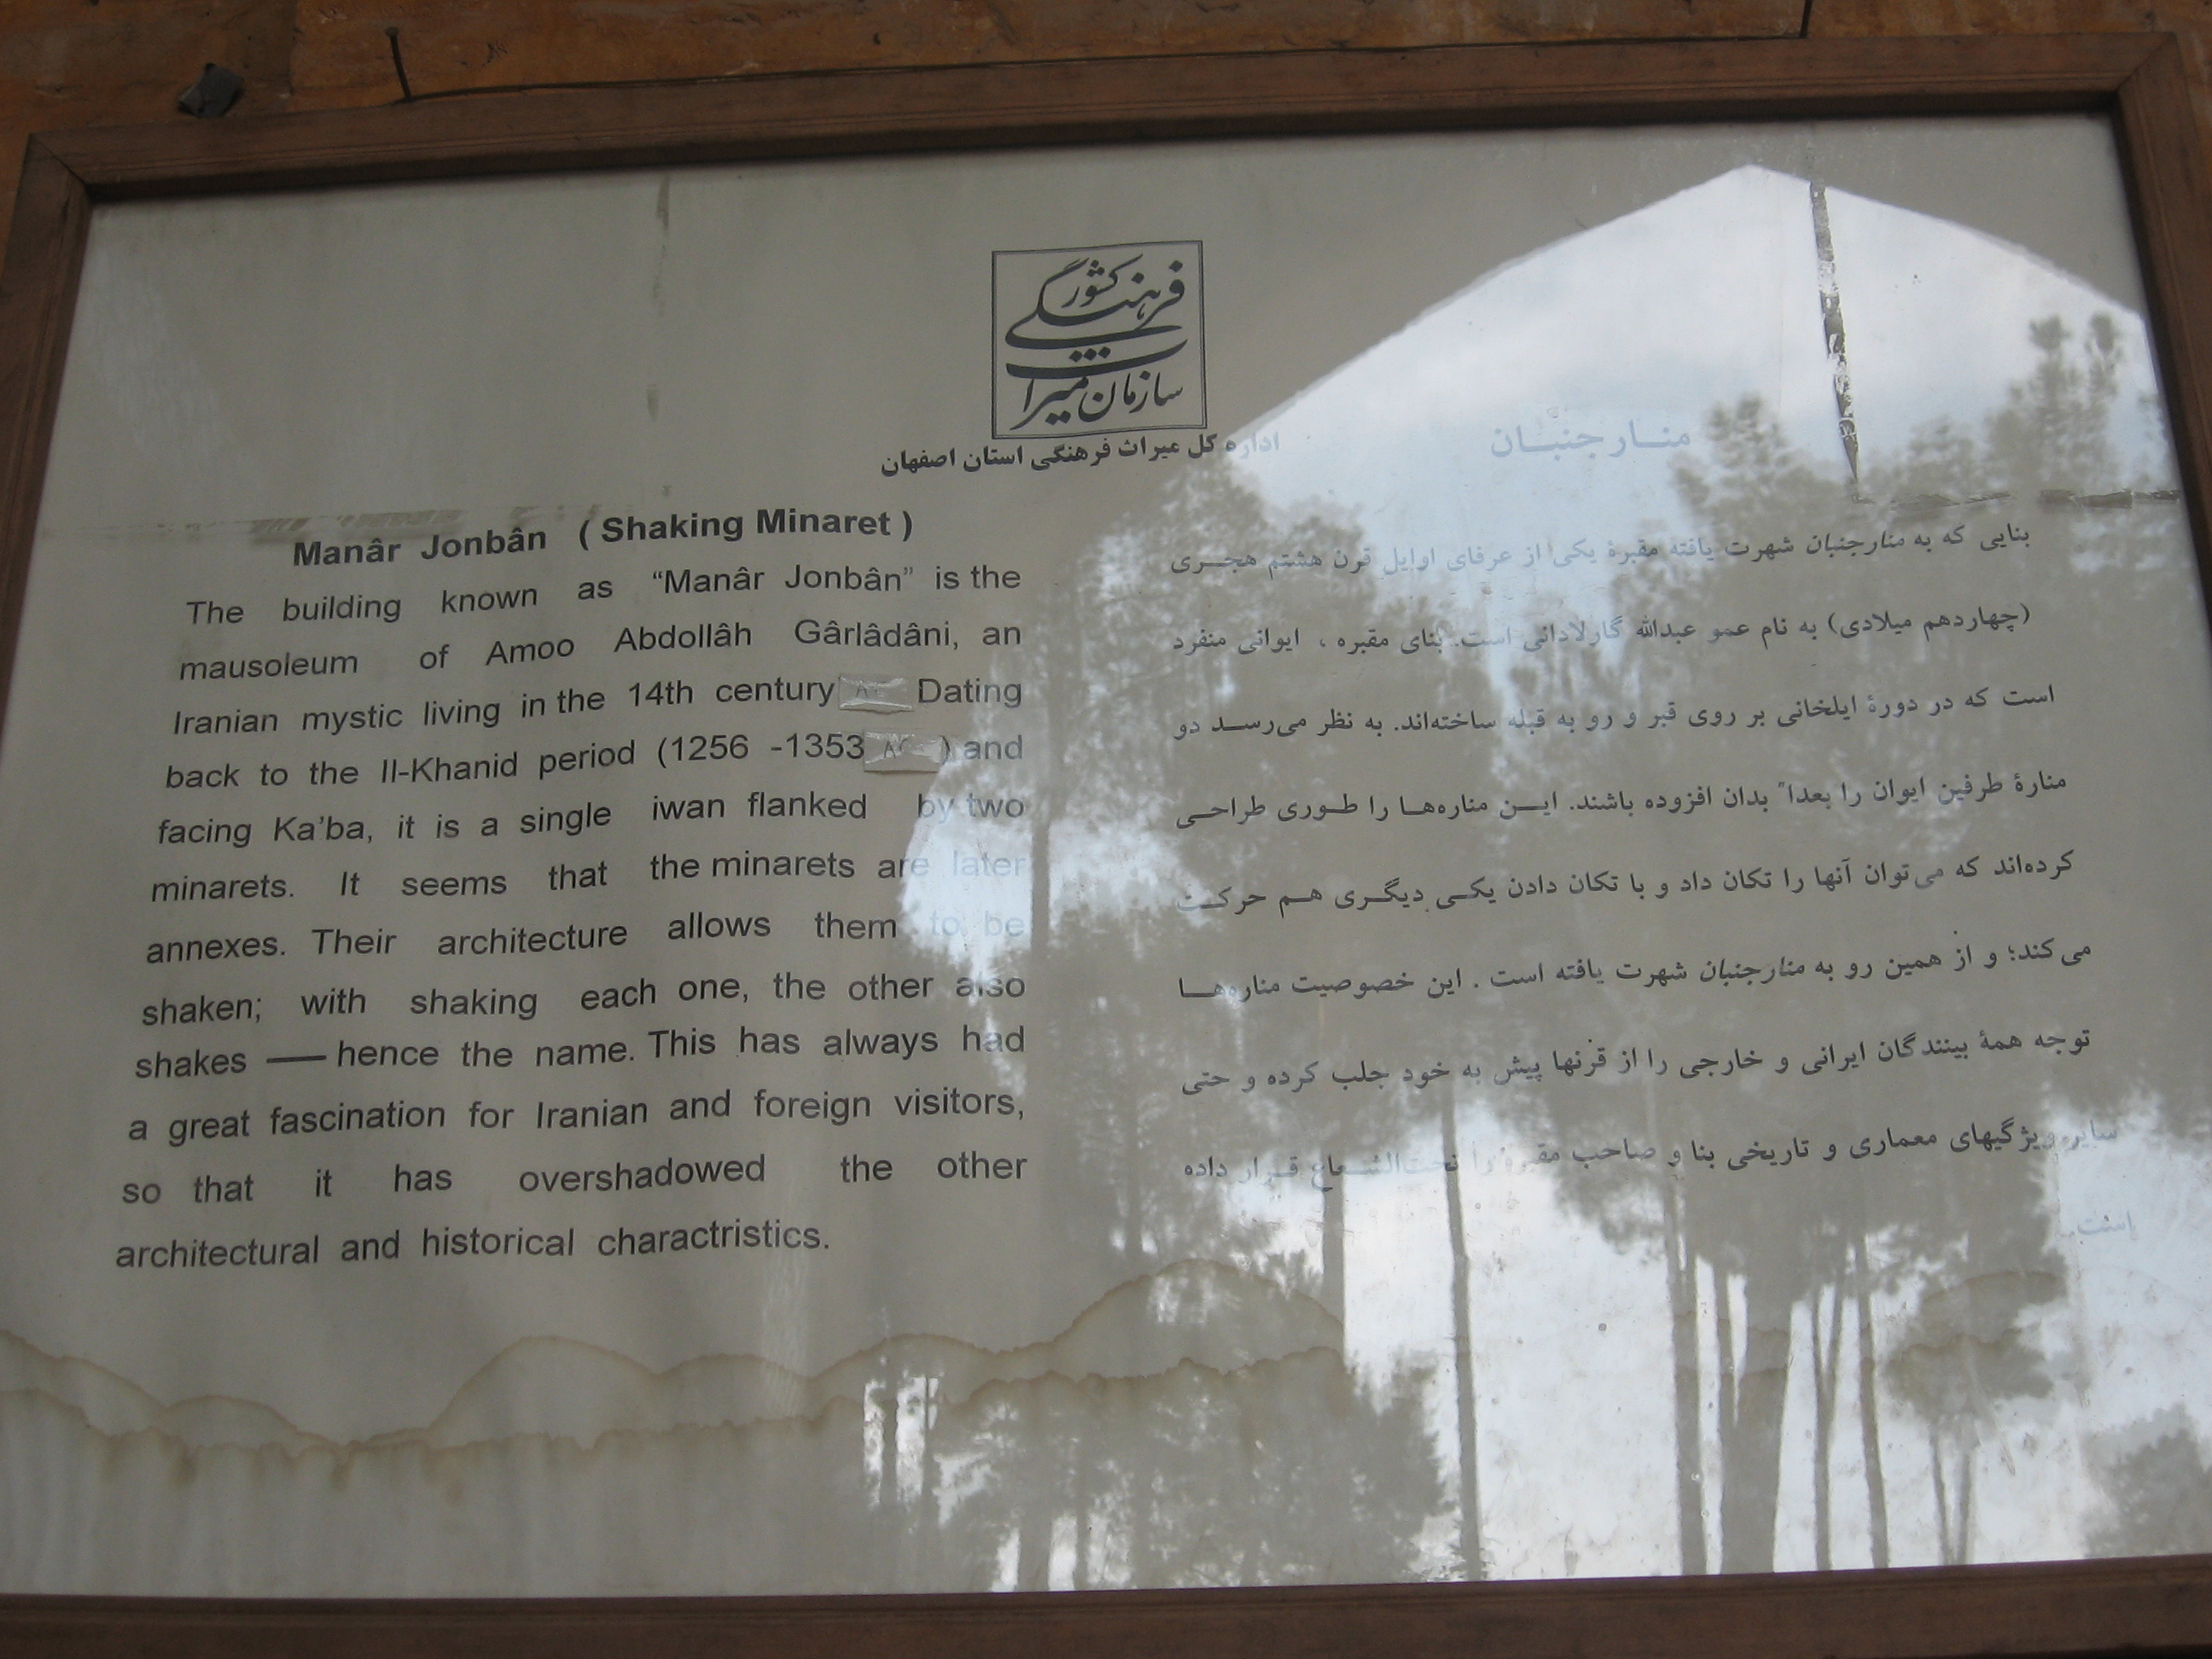 سازمان میراث
فرهنگی کشور
اداره کل میراث فرهنگی استان اصفهان
Manâr Jonbân ( Shaking Minaret )
The building known as “Manâr Jonbân” is the
mausoleum of Amoo Abdollâh Gârlâdâni, an
Iranian mystic living in the 14th century Dating
back to the Il-Khanid period (1256 -1353 ) and
facing Ka’ba, it is a single iwan flanked by two
minarets. It seems that the minarets are later
annexes. Their architecture allows them to be
shaken; with shaking each one, the other also
shakes — hence the name. This has always had
a great fascination for Iranian and foreign visitors,
so that it has overshadowed the other
architectural and historical charactristics.
منار جنبان
بنایی که به منارجنبان شهرت یافته مقبرهٔ یکی از عرفای اوایل قرن هشتم هجری
(چهاردهم میلادی) به نام عمو عبدالله گارلادانی است. بنای مقبره ، ایوانی منفرد
است که در دورهٔ ایلخانی بر روی قبر و رو به قبله ساخته‌اند. به نظر می‌رسد دو
منارهٔ طرفین ایوان را بعداً بدان افزوده باشند. این مناره‌ها را طوری طراحی
کرده‌اند که می‌توان آنها را تکان داد و با تکان دادن یکی دیگری هم حرکت
می‌کند؛ و از همین رو به منارجنبان شهرت یافته است . این خصوصیت مناره‌ها
توجه همهٔ بینندگان ایرانی و خارجی را از قرنها پیش به خود جلب کرده و حتی
سایر ویژگیهای معماری و تاریخی بنا و صاحب مقبره را تحت‌الشعاع قرار داده
است.